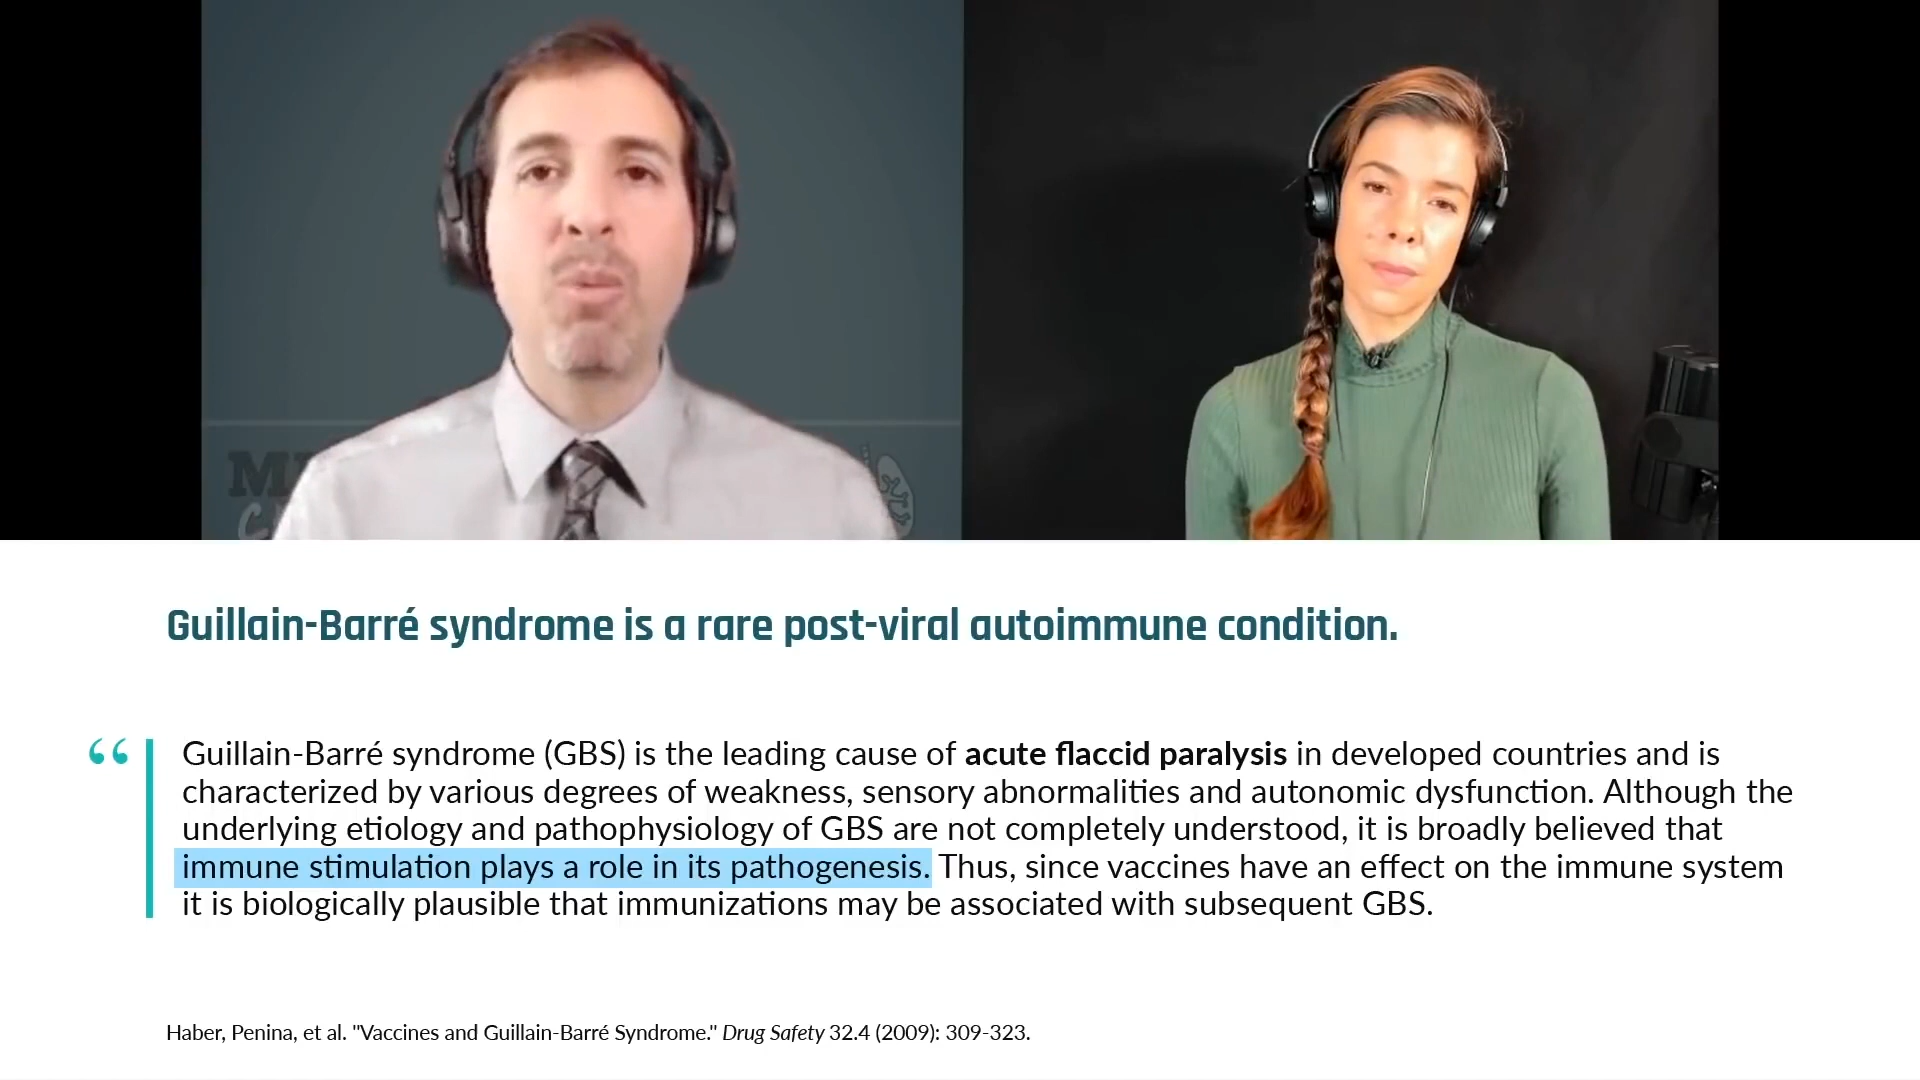 Guillain-Barré syndrome is a rare post-viral autoimmune condition.
“ Guillain-Barré syndrome (GBS) is the leading cause of acute flaccid paralysis in developed countries and is
characterized by various degrees of weakness, sensory abnormalities and autonomic dysfunction. Although the
underlying etiology and pathophysiology of GBS are not completely understood, it is broadly believed that
immune stimulation plays a role in its pathogenesis. Thus, since vaccines have an effect on the immune system
it is biologically plausible that immunizations may be associated with subsequent GBS.
Haber, Penina, et al. "Vaccines and Guillain-Barré Syndrome." Drug Safety 32.4 (2009): 309-323.